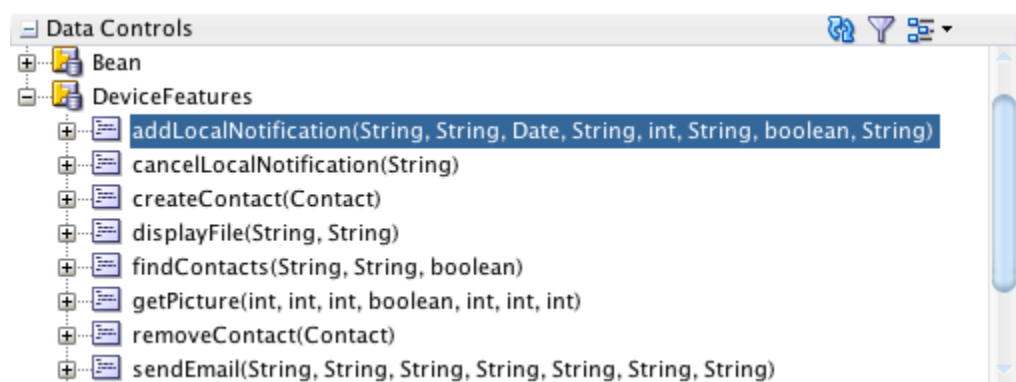 Data Controls
Bean
DeviceFeatures
addLocalNotification(String, String, Date, String, int, String, boolean, String)
cancelLocalNotification(String)
createContact(Contact)
displayFile(String, String)
findContacts(String, String, boolean)
getPicture(int, int, int, boolean, int, int, int)
removeContact(Contact)
sendEmail(String, String, String, String, String, String, String)